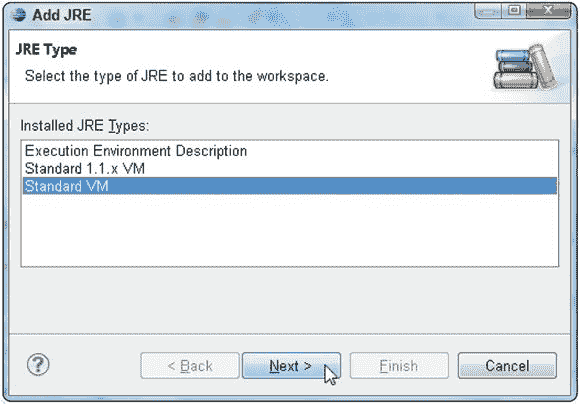 Add JRE
JRE Type
Select the type of JRE to add to the workspace.
Installed JRE Types:
Execution Environment Description
Standard 1.1.x VM
Standard VM
?
< Back
Next >
Finish
Cancel